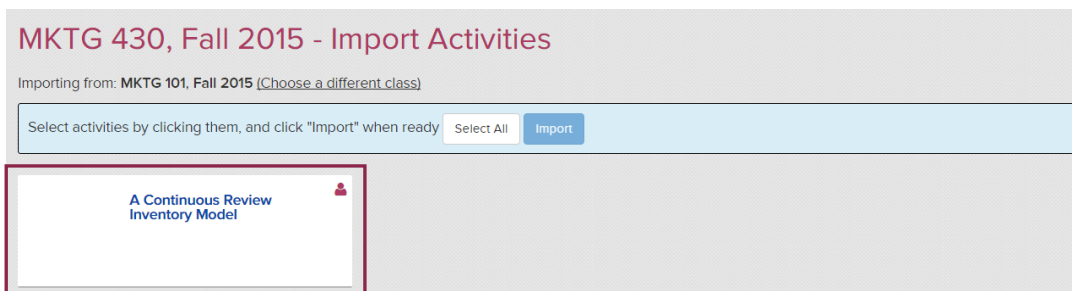 MKTG 430, Fall 2015 - Import Activities
Importing from: MKTG 101, Fall 2015 (Choose a different class)
Select activities by clicking them, and click "Import" when ready Select All Import
A Continuous Review
Inventory Model